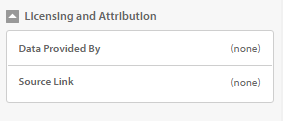 Licensing and Attribution
Data Provided By (none)
Source Link (none)